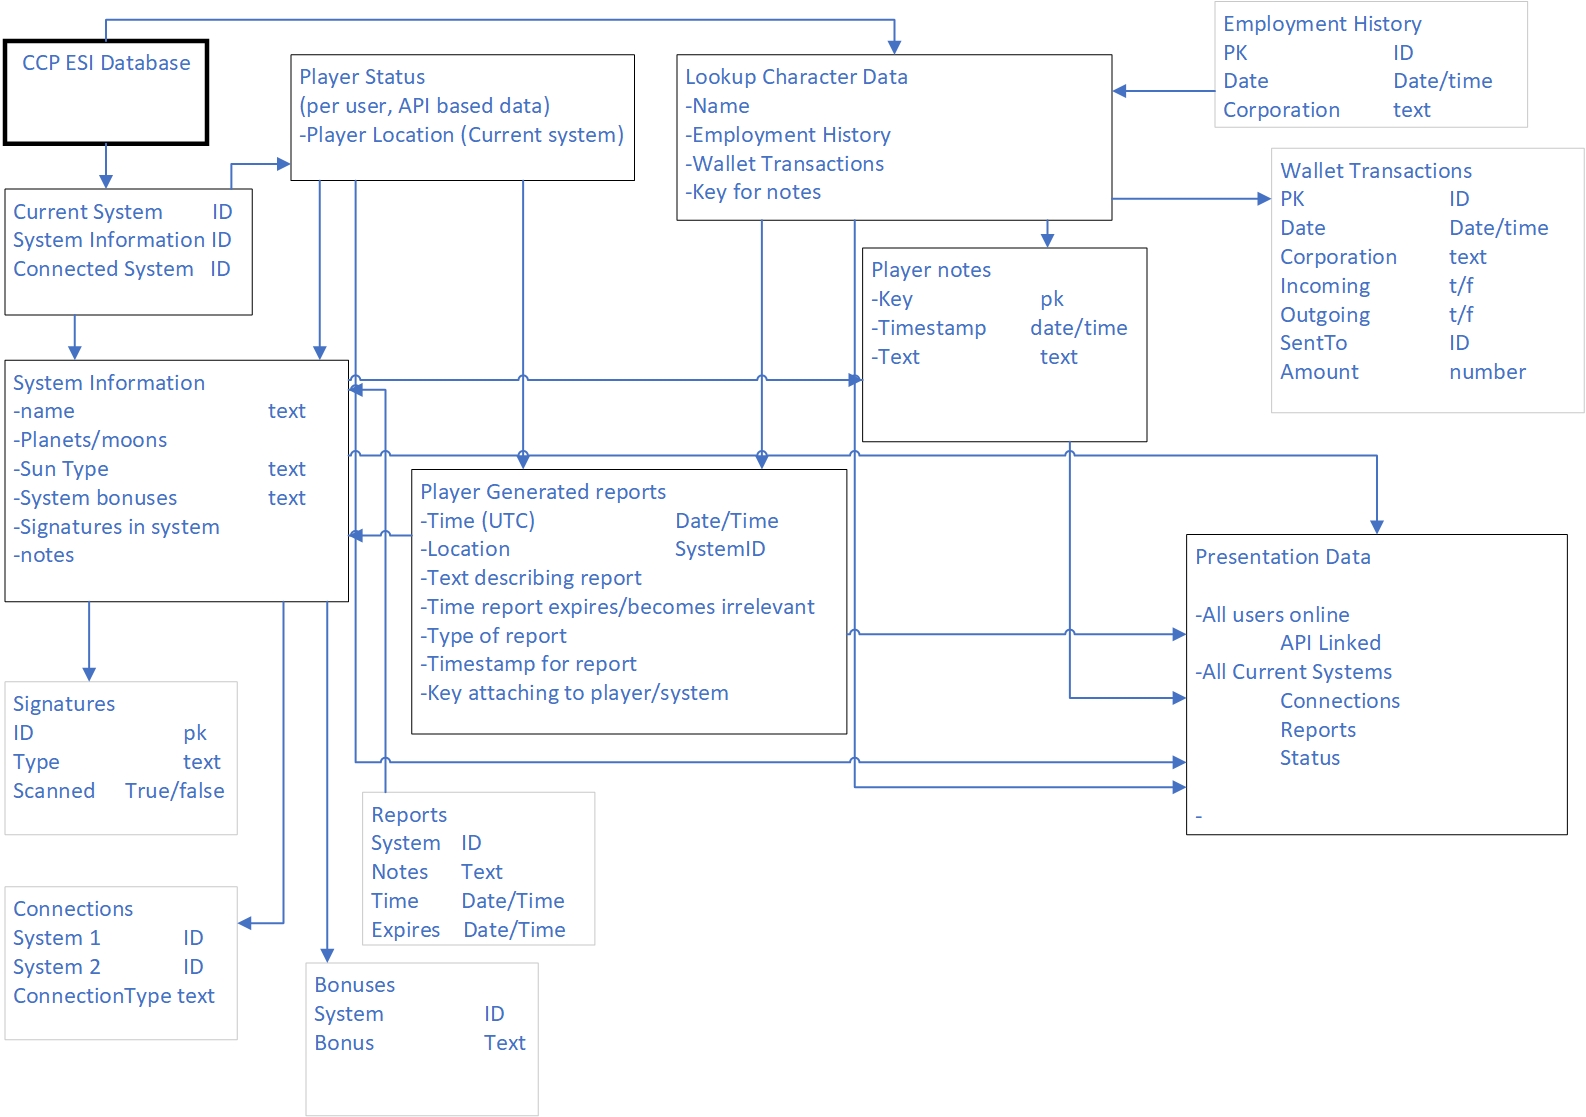 CCP ESI Database
Player Status
(per user, API based data)
-Player Location (Current system)
Lookup Character Data
-Name
-Employment History
-Wallet Transactions
-Key for notes
Employment History
PK ID
Date Date/time
Corporation text
Wallet Transactions
PK ID
Date Date/time
Corporation text
Incoming t/f
Outgoing t/f
SentTo ID
Amount number
Current System ID
System Information ID
Connected System ID
Player notes
-Key pk
-Timestamp date/time
-Text text
System Information
-name text
-Planets/moons
-Sun Type text
-System bonuses text
-Signatures in system
-notes
Player Generated reports
-Time (UTC) Date/Time
-Location SystemID
-Text describing report
-Time report expires/becomes irrelevant
-Type of report
-Timestamp for report
-Key attaching to player/system
Presentation Data
-All users online
API Linked
-All Current Systems
Connections
Reports
Status
-
Signatures
ID pk
Type text
Scanned True/false
Reports
System ID
Notes Text
Time Date/Time
Expires Date/Time
Connections
System 1 ID
System 2 ID
ConnectionType text
Bonuses
System ID
Bonus Text